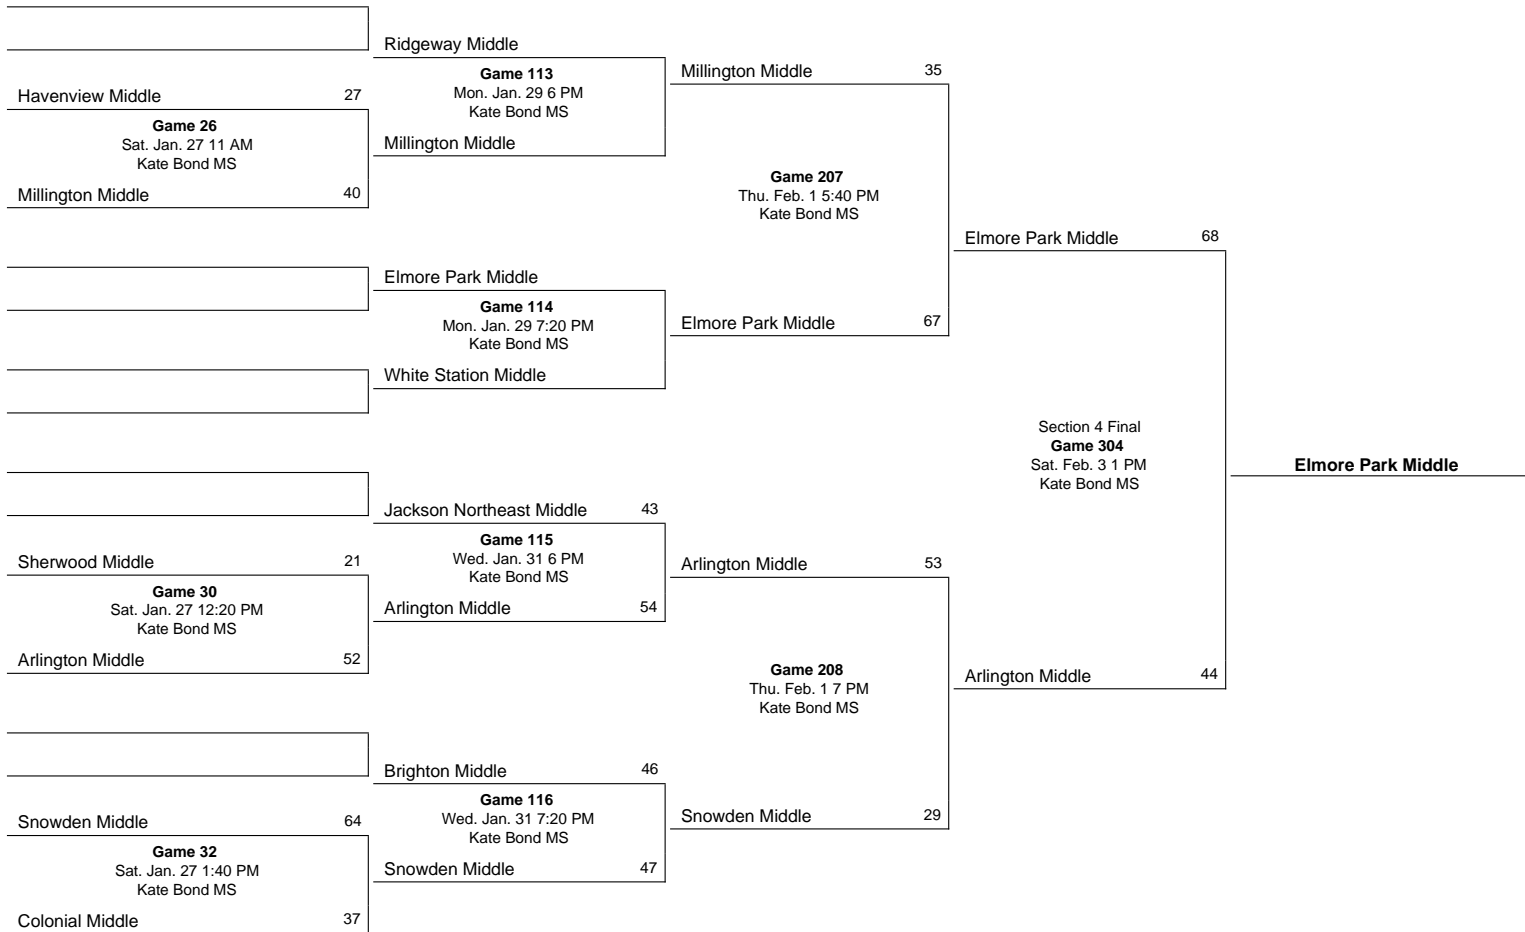 Ridgeway Middle
Game 113
Mon. Jan. 29 6 PM
Kate Bond MS
Millington Middle
Havenview Middle 27
Game 26
Sat. Jan. 27 11 AM
Kate Bond MS
Millington Middle 40
Millington Middle 35
Game 207
Thu. Feb. 1 5:40 PM
Kate Bond MS
Elmore Park Middle 67
Elmore Park Middle
Game 114
Mon. Jan. 29 7:20 PM
Kate Bond MS
White Station Middle
Elmore Park Middle 68
Section 4 Final
Game 304
Sat. Feb. 3 1 PM
Kate Bond MS
Arlington Middle 44
Elmore Park Middle
Jackson Northeast Middle 43
Game 115
Wed. Jan. 31 6 PM
Kate Bond MS
Arlington Middle 54
Sherwood Middle 21
Game 30
Sat. Jan. 27 12:20 PM
Kate Bond MS
Arlington Middle 52
Arlington Middle 53
Game 208
Thu. Feb. 1 7 PM
Kate Bond MS
Snowden Middle 29
Brighton Middle 46
Game 116
Wed. Jan. 31 7:20 PM
Kate Bond MS
Snowden Middle 47
Snowden Middle 64
Game 32
Sat. Jan. 27 1:40 PM
Kate Bond MS
Colonial Middle 37